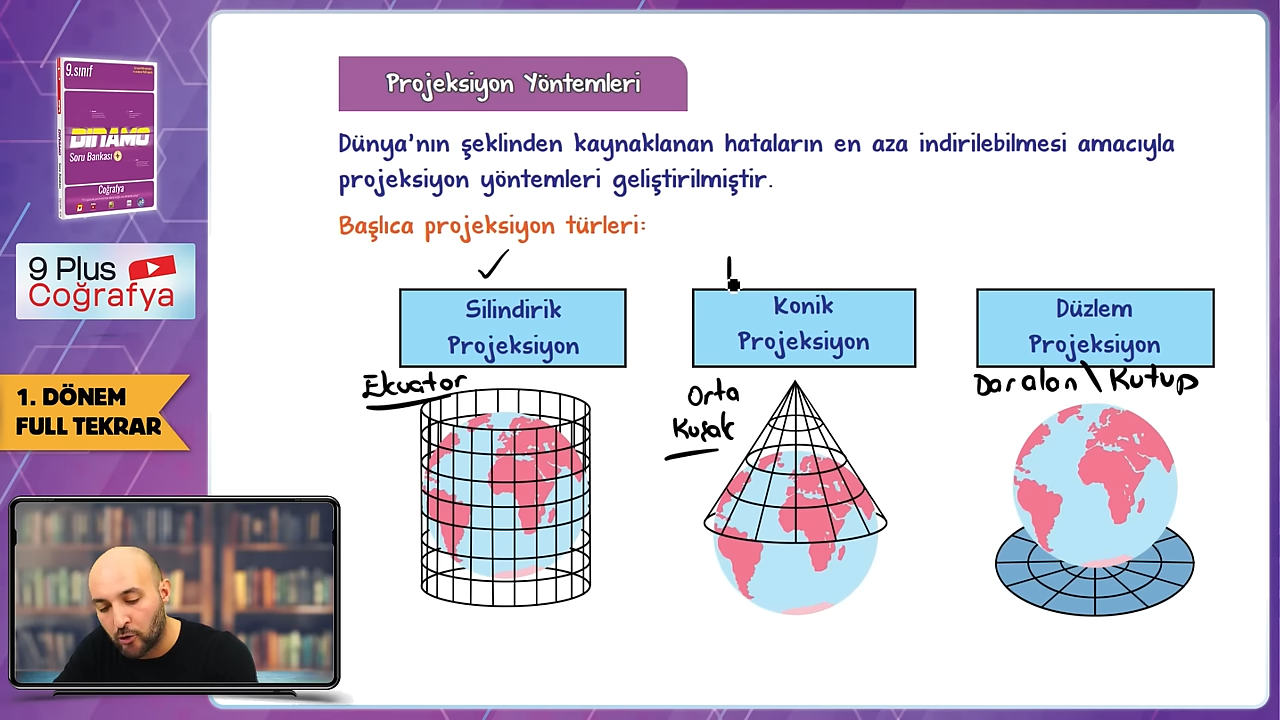 9.sınıf
DİNAMO
Soru Bankası +
Coğrafya
9 Plus
Coğrafya
1. DÖNEM
FULL TEKRAR
Projeksiyon Yöntemleri
Dünya'nın şeklinden kaynaklanan hataların en aza indirilebilmesi amacıyla
projeksiyon yöntemleri geliştirilmiştir.
Başlıca projeksiyon türleri:
Silindirik
Projeksiyon
Konik
Projeksiyon
Düzlem
Projeksiyon
Ekvator
Orta
Kuşak
Dar alan \ Kutup